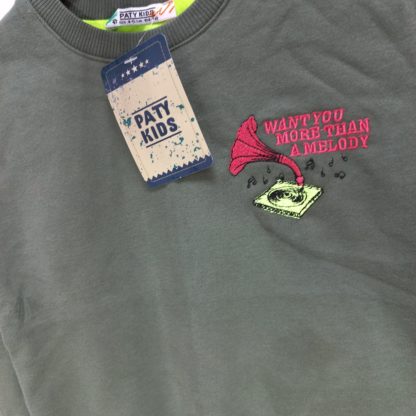 PATY KIDS
PATY
KIDS
WANT YOU
MORE THAN
A MELODY